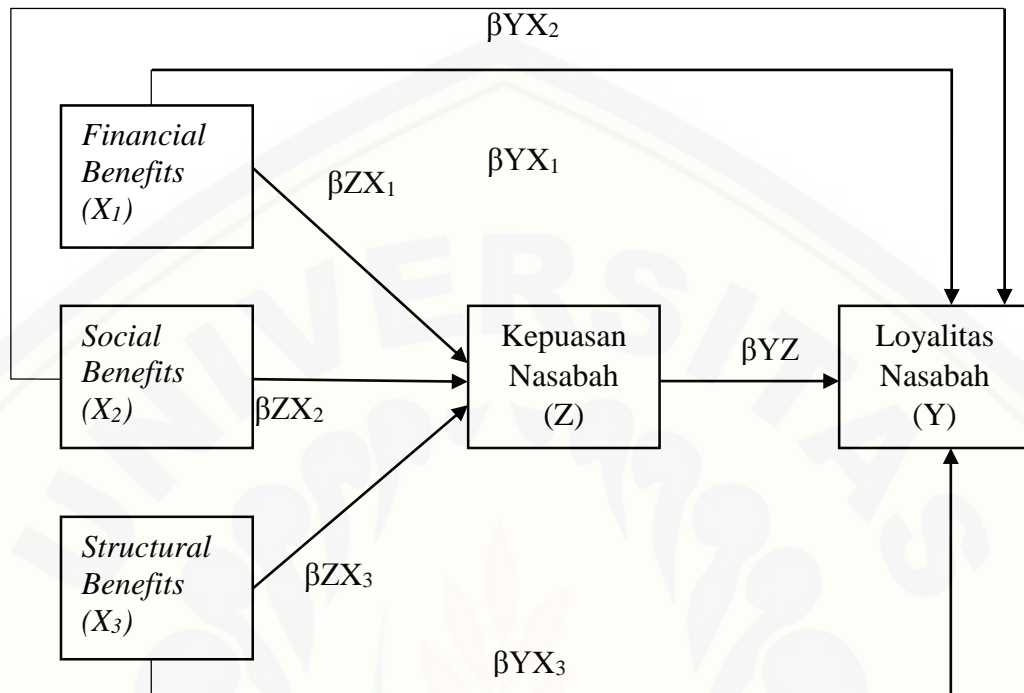 βYX₂
Financial
Benefits
(X₁)
βZX₁
βYX₁
Social
Benefits
(X₂)
βZX₂
Kepuasan
Nasabah
(Z)
βYZ
Loyalitas
Nasabah
(Y)
Structural
Benefits
(X₃)
βZX₃
βYX₃
UNIVERSITAS